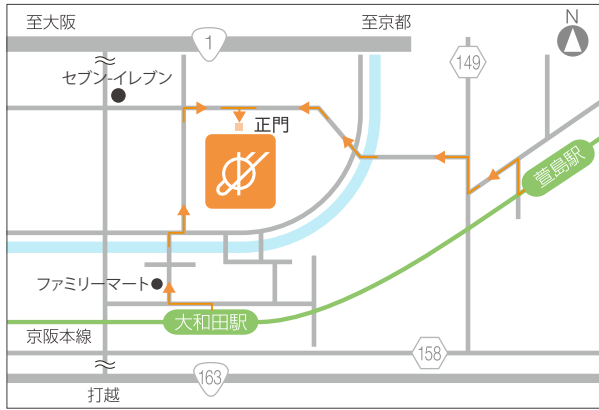 至大阪
至京都
N
1
149
セブン-イレブン
正門
萱島駅
ファミリーマート
大和田駅
京阪本線
158
163
打越